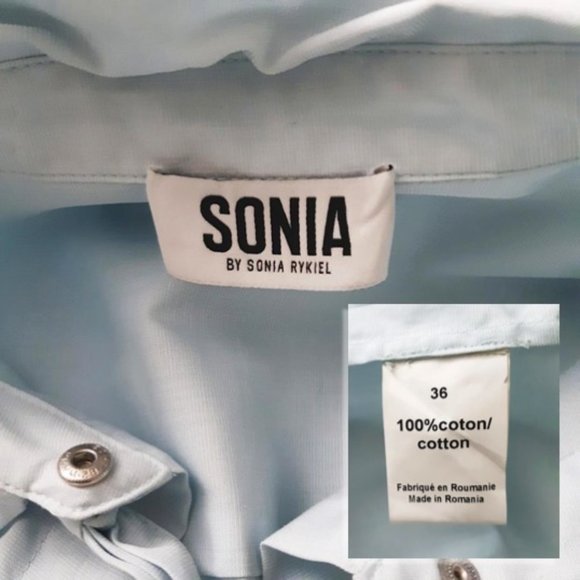 SONIA
BY SONIA RYKIEL
36
100%coton/
cotton
Fabriqué en Roumanie
Made in Romania